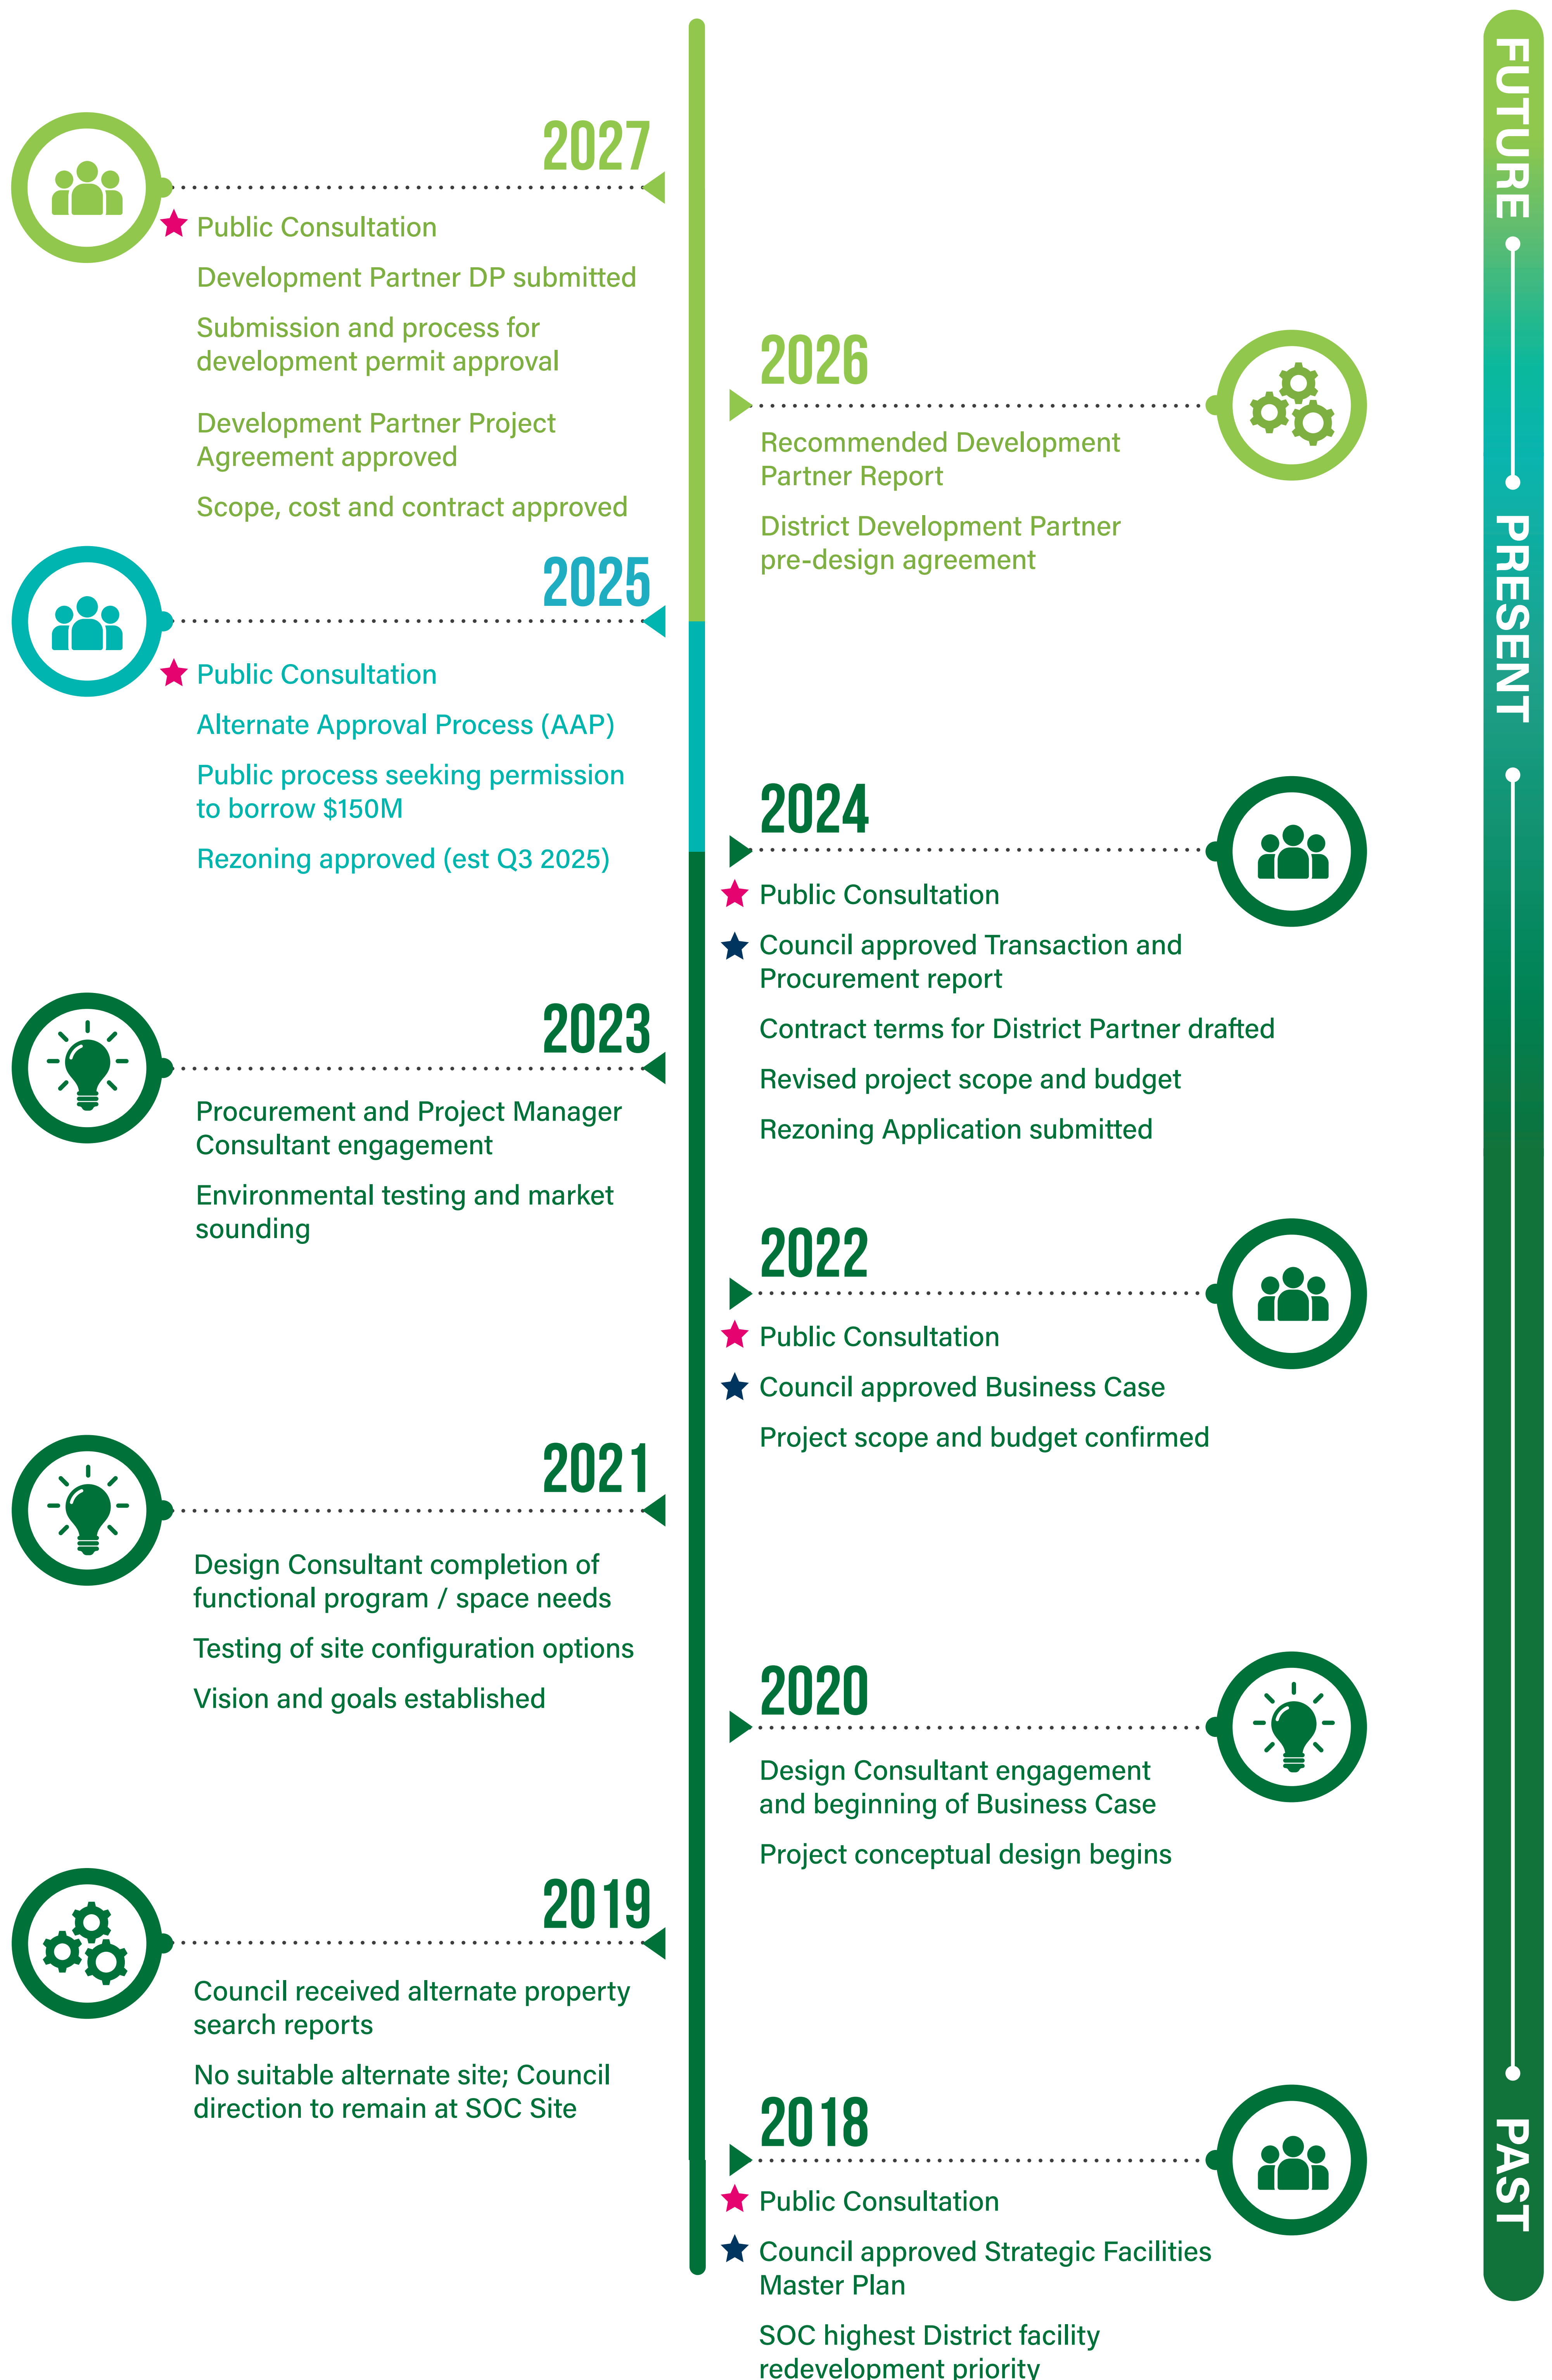 FUTURE
2027
Public Consultation
Development Partner DP submitted
Submission and process for
development permit approval
Development Partner Project
Agreement approved
Scope, cost and contract approved
2026
Recommended Development
Partner Report
District Development Partner
pre-design agreement
PRESENT
2025
Public Consultation
Alternate Approval Process (AAP)
Public process seeking permission
to borrow $150M
Rezoning approved (est Q3 2025)
2024
Public Consultation
Council approved Transaction and
Procurement report
Contract terms for District Partner drafted
Revised project scope and budget
Rezoning Application submitted
2023
Procurement and Project Manager
Consultant engagement
Environmental testing and market
sounding
2022
Public Consultation
Council approved Business Case
Project scope and budget confirmed
2021
Design Consultant completion of
functional program / space needs
Testing of site configuration options
Vision and goals established
2020
Design Consultant engagement
and beginning of Business Case
Project conceptual design begins
2019
Council received alternate property
search reports
No suitable alternate site; Council
direction to remain at SOC Site
PAST
2018
Public Consultation
Council approved Strategic Facilities
Master Plan
SOC highest District facility
redevelopment priority